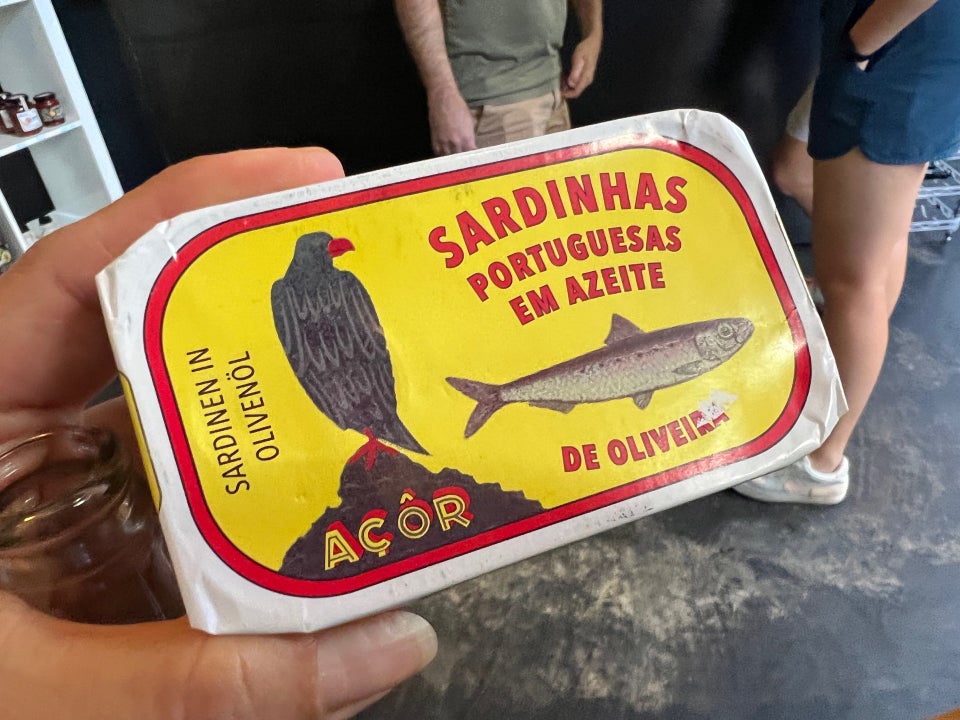 SARDINHAS
PORTUGUESAS
EM AZEITE
SARDINEN IN
OLIVENÖL
DE OLIVEIRA
AÇÔR